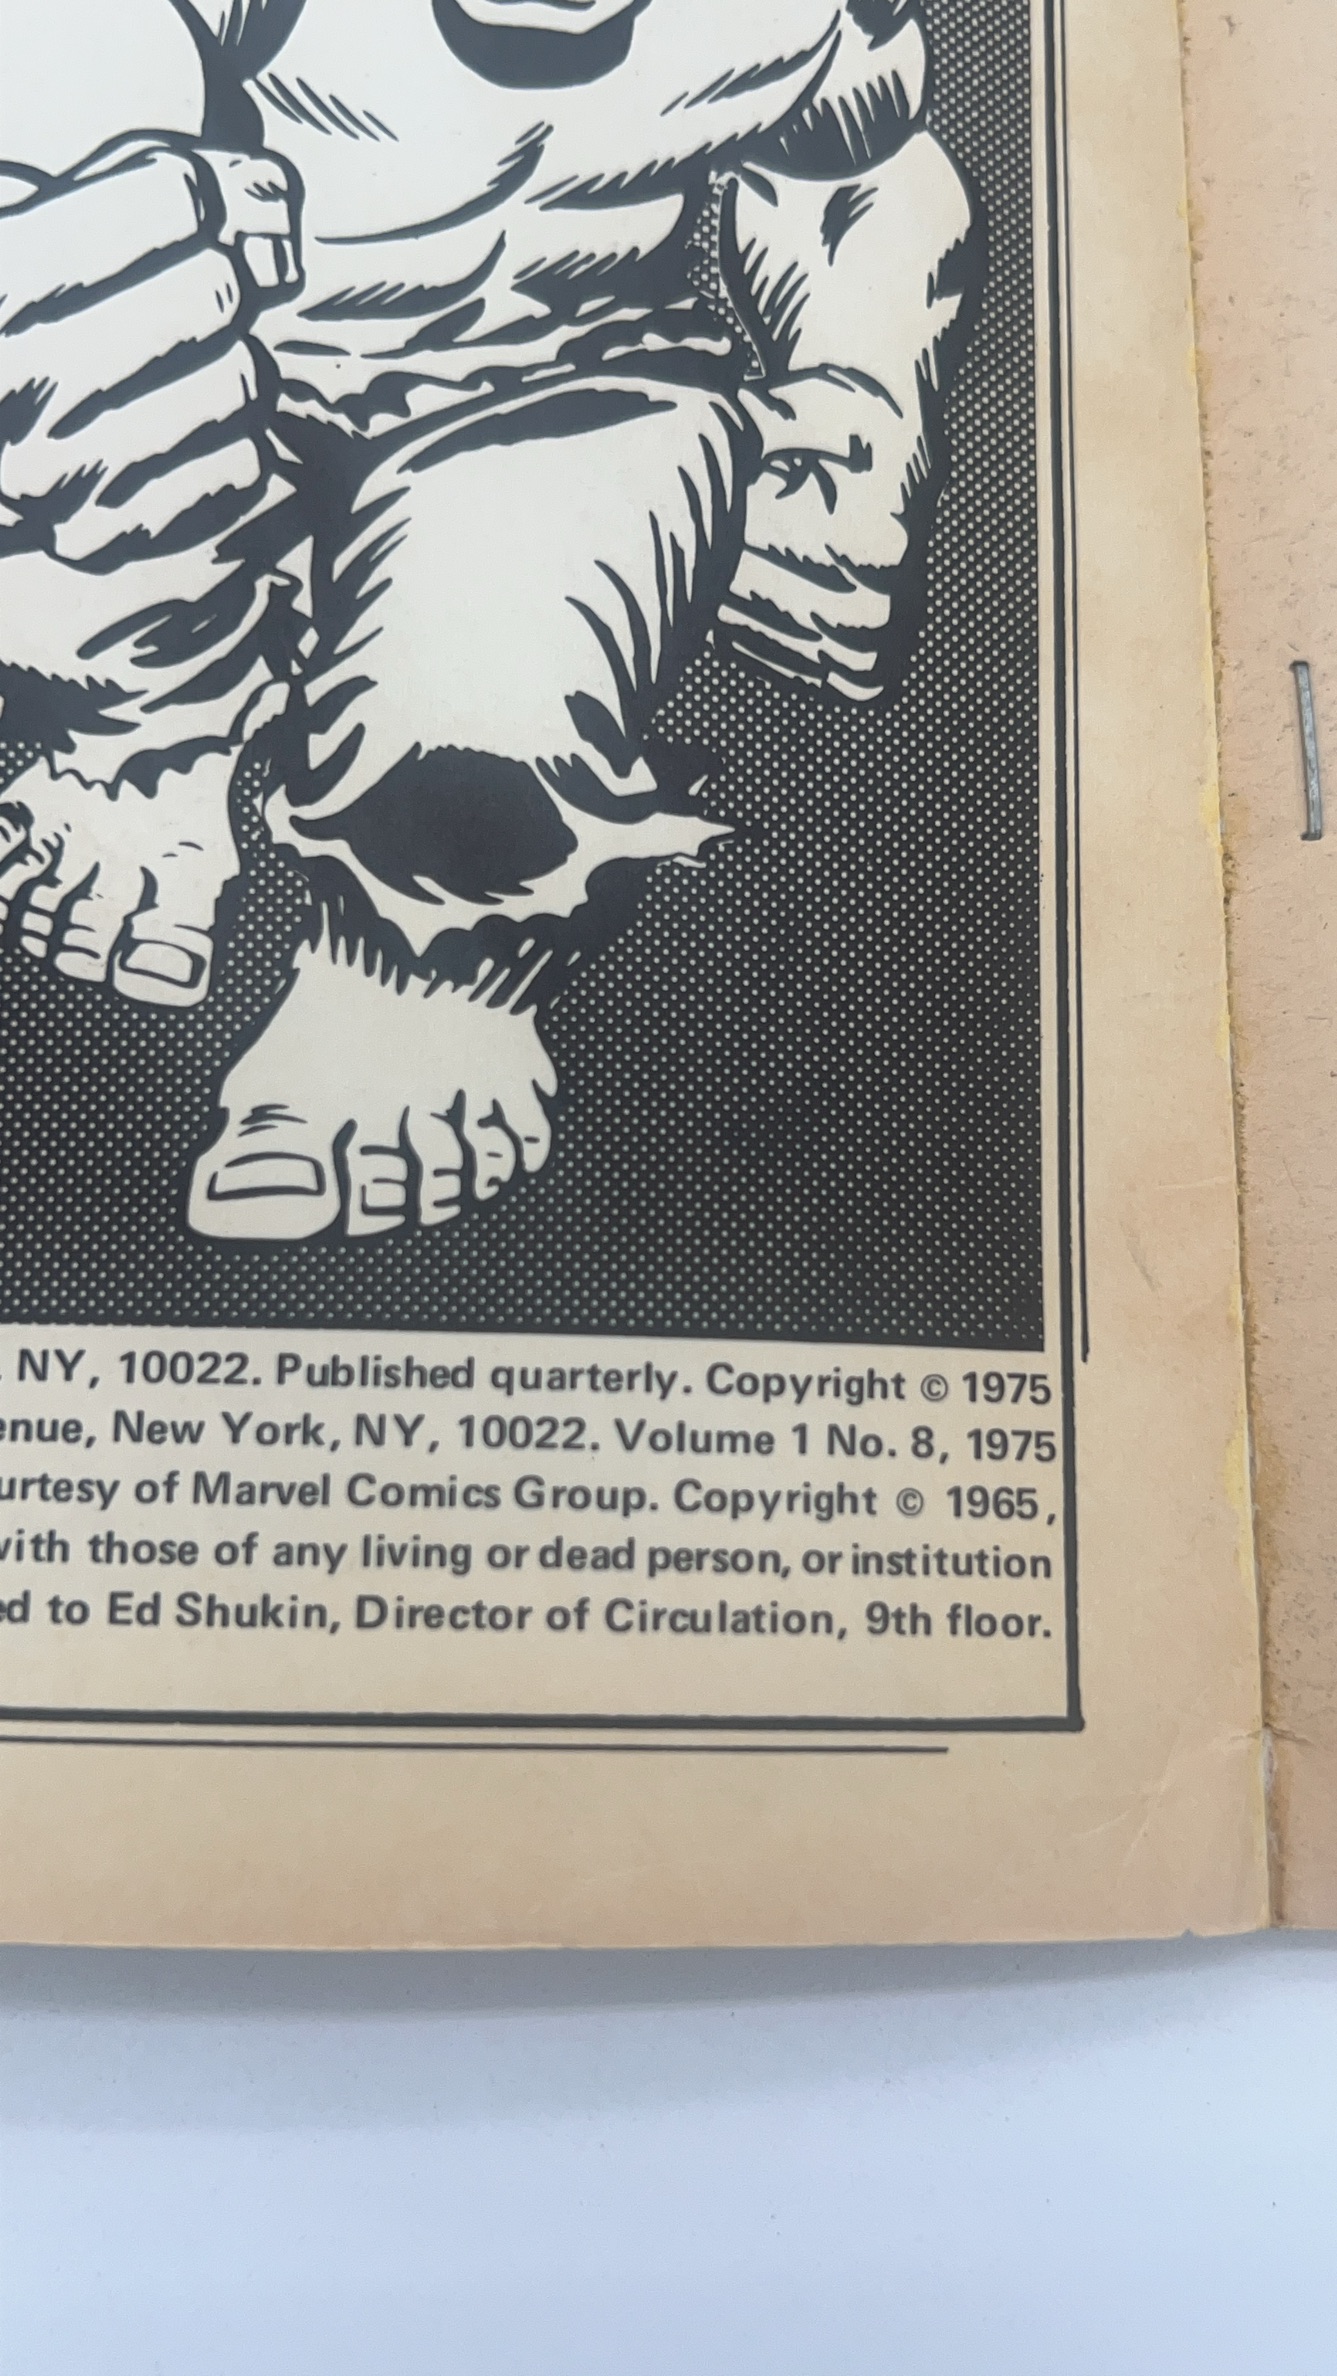 NY, 10022. Published quarterly. Copyright © 1975
enue, New York, NY, 10022. Volume 1 No. 8, 1975
urtesy of Marvel Comics Group. Copyright © 1965,
with those of any living or dead person, or institution
ed to Ed Shukin, Director of Circulation, 9th floor.